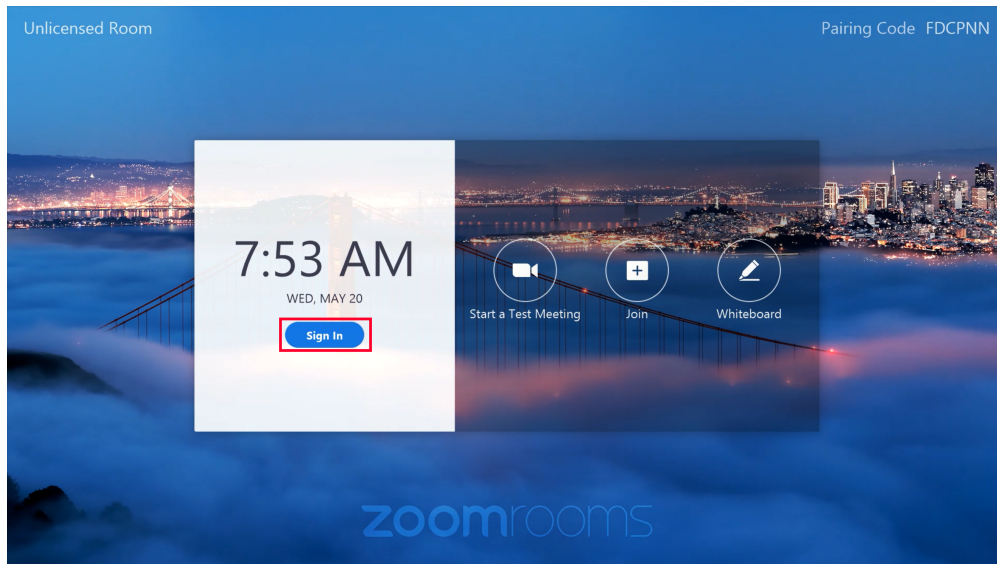 Unlicensed Room
Pairing Code FDCPNN
7:53 AM
WED, MAY 20
Sign In
Start a Test Meeting
Join
Whiteboard
zoomrooms